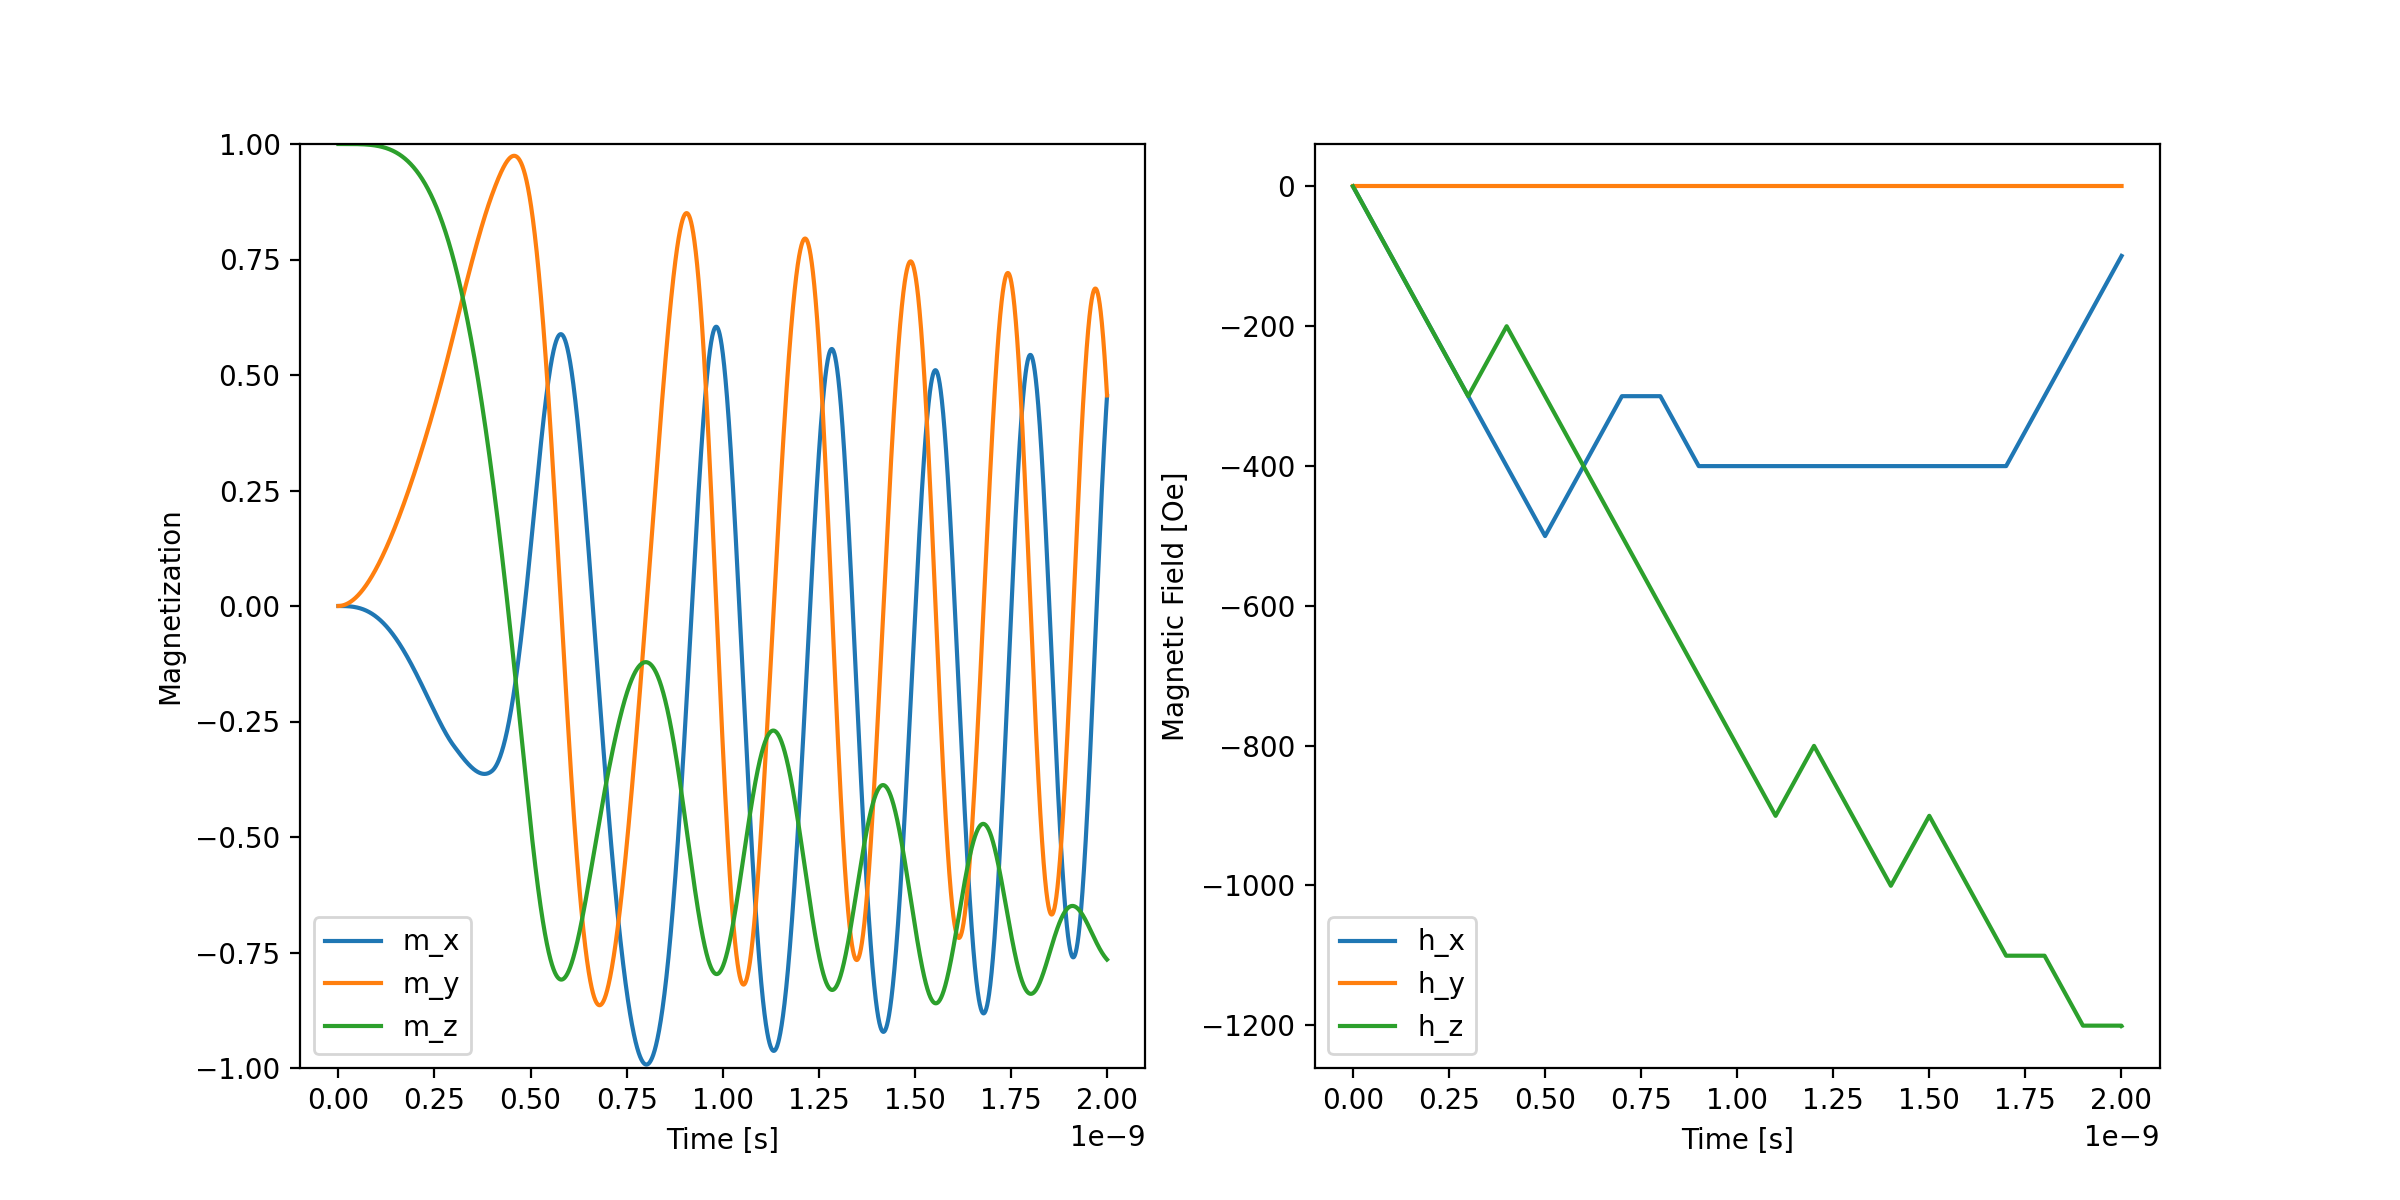 Magnetization
1.00
0.75
0.50
0.25
0.00
−0.25
−0.50
−0.75
−1.00
m_x
m_y
m_z
0.00 0.25 0.50 0.75 1.00 1.25 1.50 1.75 2.00
Time [s]
1e−9
Magnetic Field [Oe]
0
−200
−400
−600
−800
−1000
−1200
h_x
h_y
h_z
0.00 0.25 0.50 0.75 1.00 1.25 1.50 1.75 2.00
Time [s]
1e−9